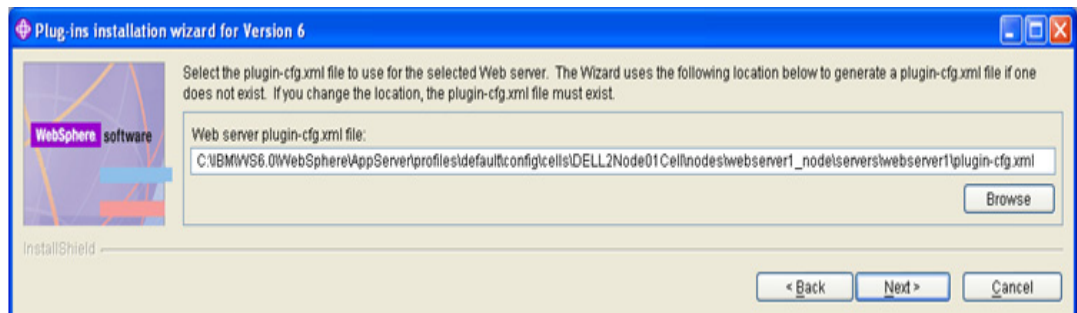 Plug-ins installation wizard for Version 6
Select the plugin-cfg.xml file to use for the selected Web server. The Wizard uses the following location below to generate a plugin-cfg.xml file if one
does not exist. If you change the location, the plugin-cfg.xml file must exist.
WebSphere software
Web server plugin-cfg.xml file:
C:\IBM\WS6.0\WebSphere\AppServer\profiles\default\config\cells\DELL2Node01Cell\nodes\webserver1_node\servers\webserver1\plugin-cfg.xml
Browse
InstallShield
< Back
Next >
Cancel